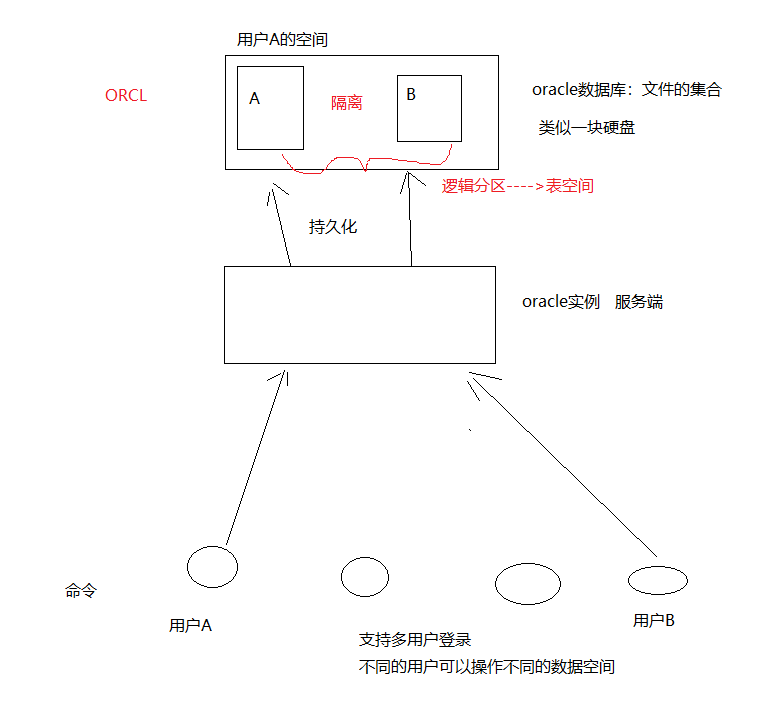 用户A的空间
ORCL
A
隔离
B
oracle数据库：文件的集合
类似一块硬盘
逻辑分区---->表空间
持久化
oracle实例 服务端
命令
用户A
用户B
支持多用户登录
不同的用户可以操作不同的数据空间